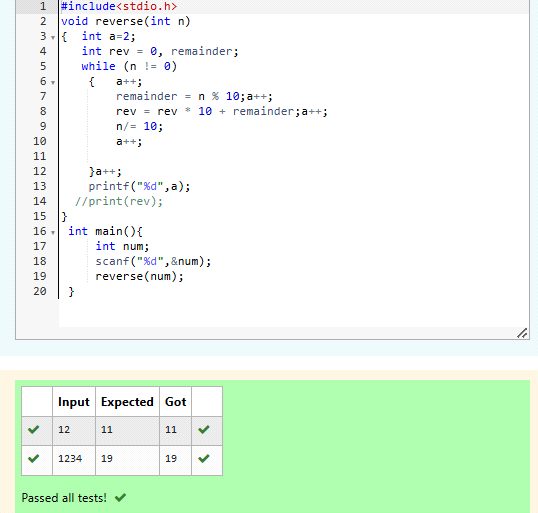 1 #include<stdio.h>
2 void reverse(int n)
3 { int a=2;
4 int rev = 0, remainder;
5 while (n != 0)
6 { a++;
7 remainder = n % 10;a++;
8 rev = rev * 10 + remainder;a++;
9 n/= 10;
10 a++;
11
12 }a++;
13 printf("%d",a);
14 //print(rev);
15 }
16 int main(){
17 int num;
18 scanf("%d",&num);
19 reverse(num);
20 }
Input Expected Got
12 11 11
1234 19 19
Passed all tests!